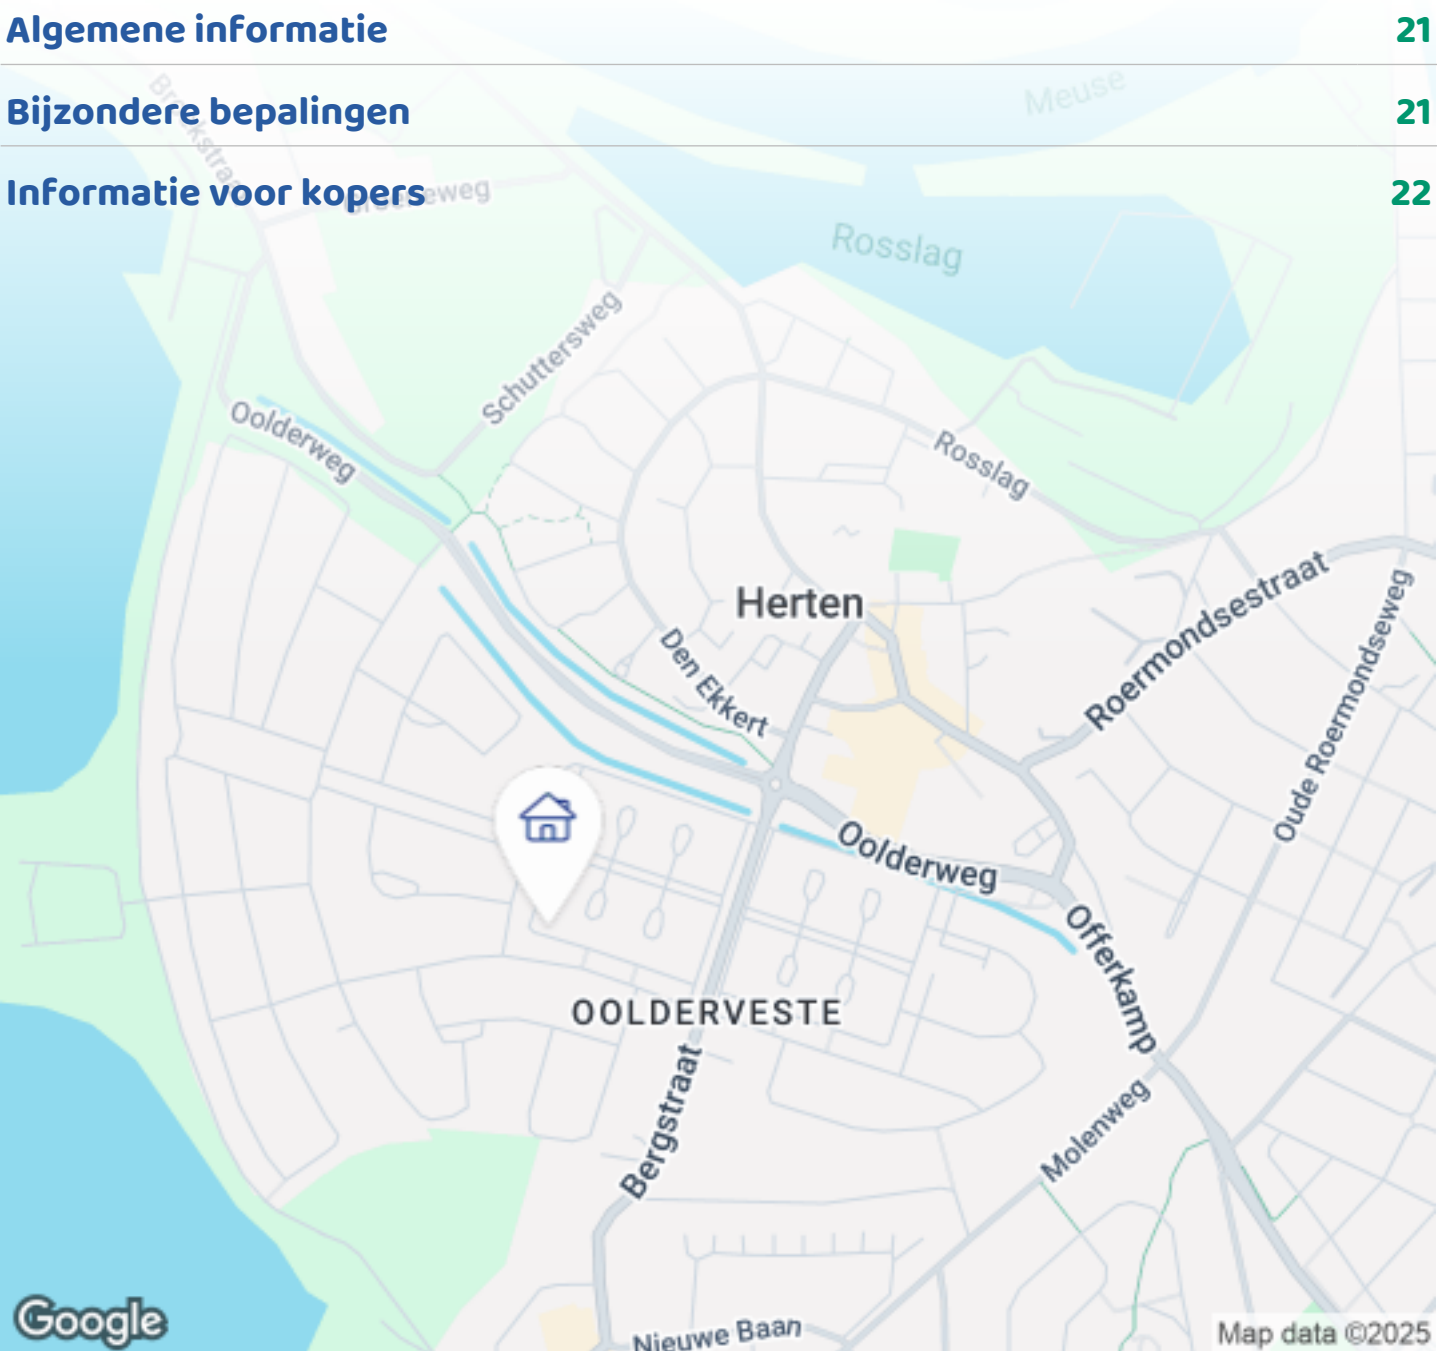 Algemene informatie 21
Bijzondere bepalingen 21
Informatie voor kopers 22
Meuse
Rosslag
Schuttersweg
Oolderweg
Rosslag
Herten
Roermondsestraat
Oude Roermondseweg
Den Ekkert
Oolderweg
Offerkamp
OOLDERVESTE
Bergstraat
Molenweg
Nieuwe Baan
Google
Map data ©2025